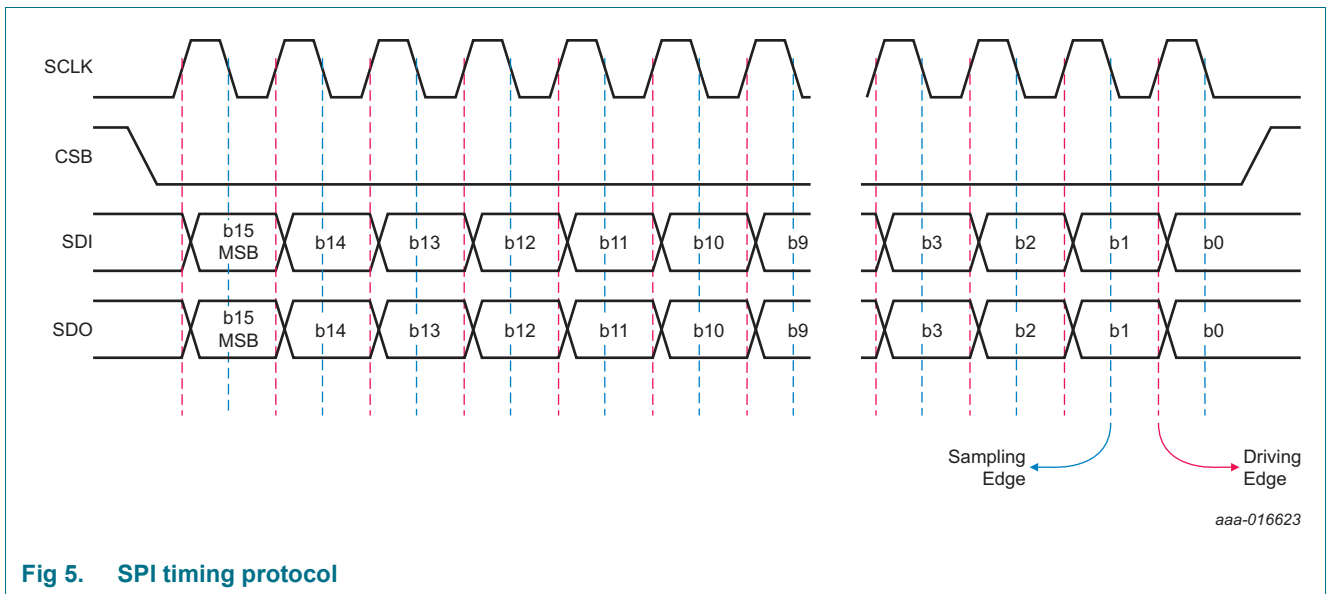 SCLK
CSB
SDI
b15
MSB
b14
b13
b12
b11
b10
b9
b3
b2
b1
b0
SDO
b15
MSB
b14
b13
b12
b11
b10
b9
b3
b2
b1
b0
Sampling
Edge
Driving
Edge
aaa-016623
Fig 5. SPI timing protocol